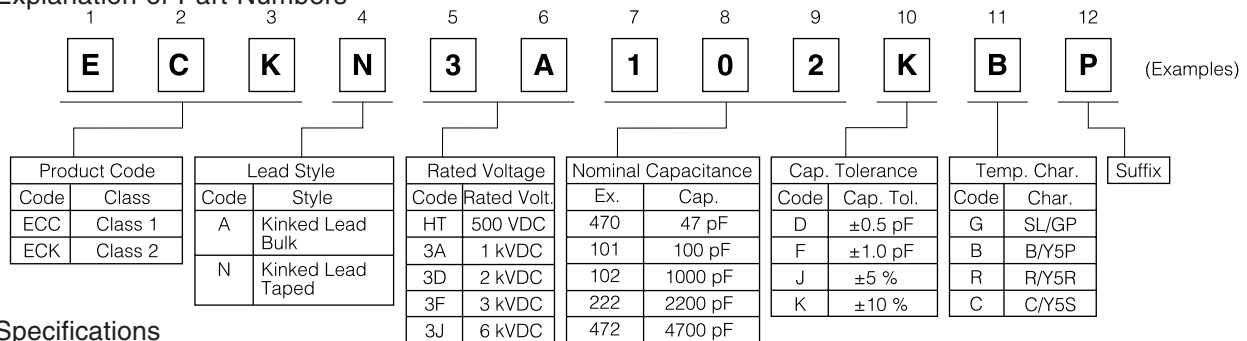 Explanation of Part Numbers
1 2 3 4 5 6 7 8 9 10 11 12
E C K N 3 A 1 0 2 K B P (Examples)
Product Code
Code Class
ECC Class 1
ECK Class 2
Lead Style
Code Style
A Kinked Lead
Bulk
N Kinked Lead
Taped
Rated Voltage
Code Rated Volt.
HT 500 VDC
3A 1 kVDC
3D 2 kVDC
3F 3 kVDC
3J 6 kVDC
Nominal Capacitance
Ex. Cap.
470 47 pF
101 100 pF
102 1000 pF
222 2200 pF
472 4700 pF
Cap. Tolerance
Code Cap. Tol.
D ±0.5 pF
F ±1.0 pF
J ±5 %
K ±10 %
Temp. Char.
Code Char.
G SL/GP
B B/Y5P
R R/Y5R
C C/Y5S
Suffix
Specifications